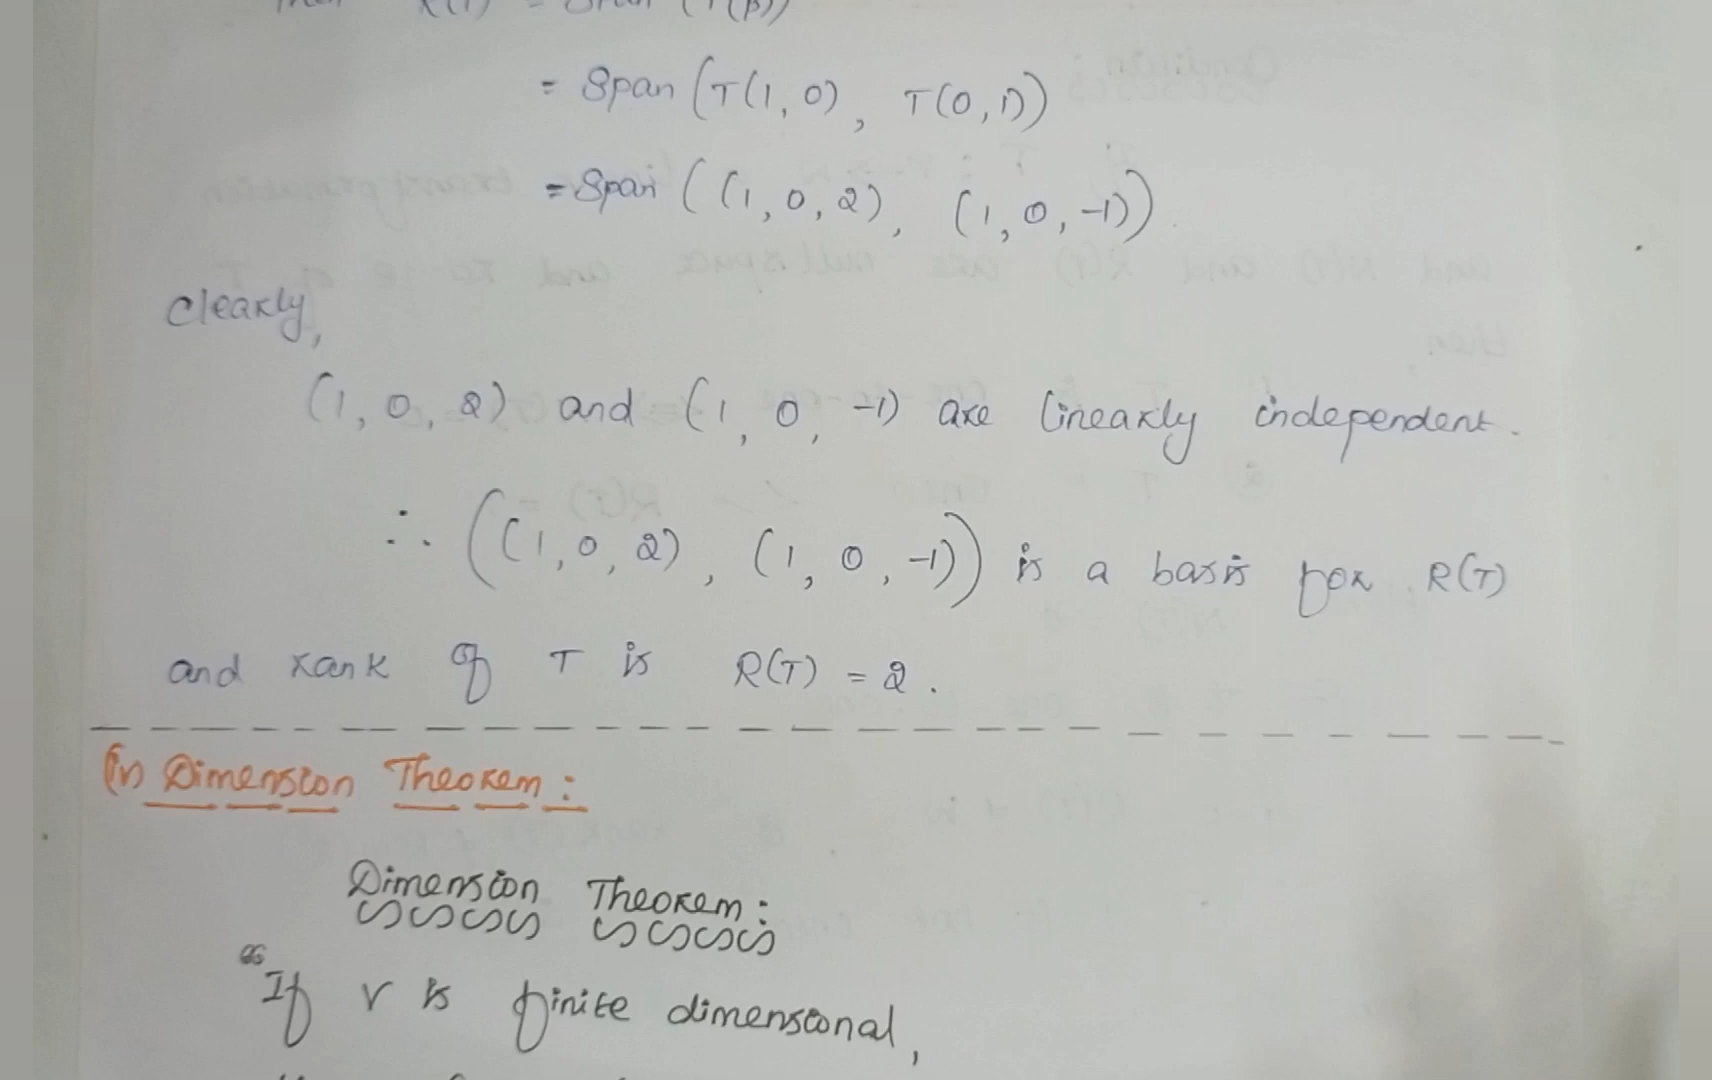 = Span (T(1, 0), T(0, 1))
= Span ((1, 0, 2), (1, 0, -1))
Clearly,
(1, 0, 2) and (1, 0, -1) are linearly independent.
∴ ((1, 0, 2), (1, 0, -1)) is a basis for R(T)
and rank of T is R(T) = 2.
Dimension Theorem:
Dimension Theorem:
"If V is finite dimensional,